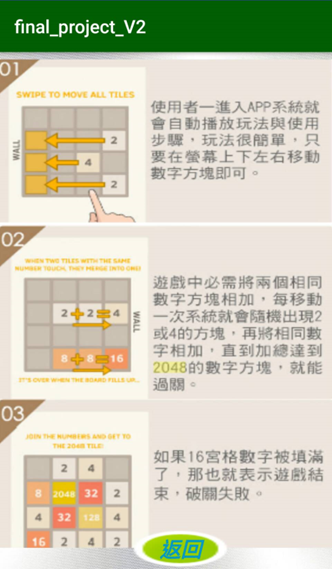 final_project_V2
01
SWIPE TO MOVE ALL TILES
WALL
2
4
2
使用者一進入APP系統就
會自動播放玩法與使用
步驟，玩法很簡單，只
要在螢幕上下左右移動
數字方塊即可。
02
WHEN TWO TILES WITH THE SAME
NUMBER TOUCH, THEY MERGE INTO ONE!
2+2=4
WALL
8+8=16
IT'S OVER WHEN THE BOARD FILLS UP...
遊戲中必需將兩個相同
數字方塊相加，每移動
一次系統就會隨機出現2
或4的方塊，再將相同數
字相加，直到加總達到
2048的數字方塊，就能
過關。
03
JOIN THE NUMBERS AND GET TO
THE 2048 TILE!
2 4
8 2048 32 2
4 32 128 4
16 2 4 2
如果16宮格數字被填滿
了，那也就表示遊戲結
束，破關失敗。
返回